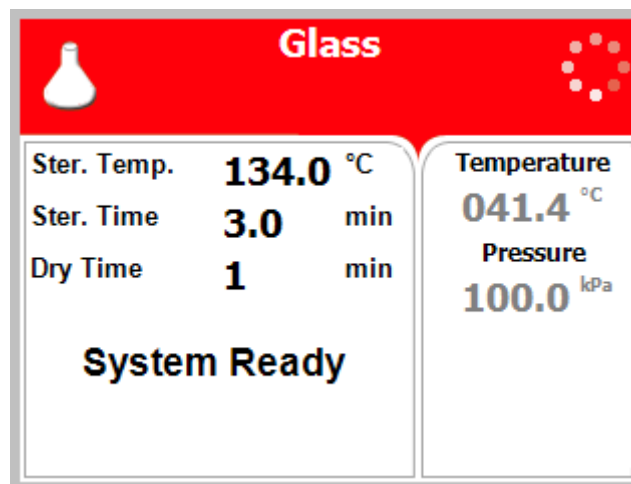 Glass
Ster. Temp. 134.0 °C
Ster. Time 3.0 min
Dry Time 1 min
System Ready
Temperature
041.4 °C
Pressure
100.0 kPa